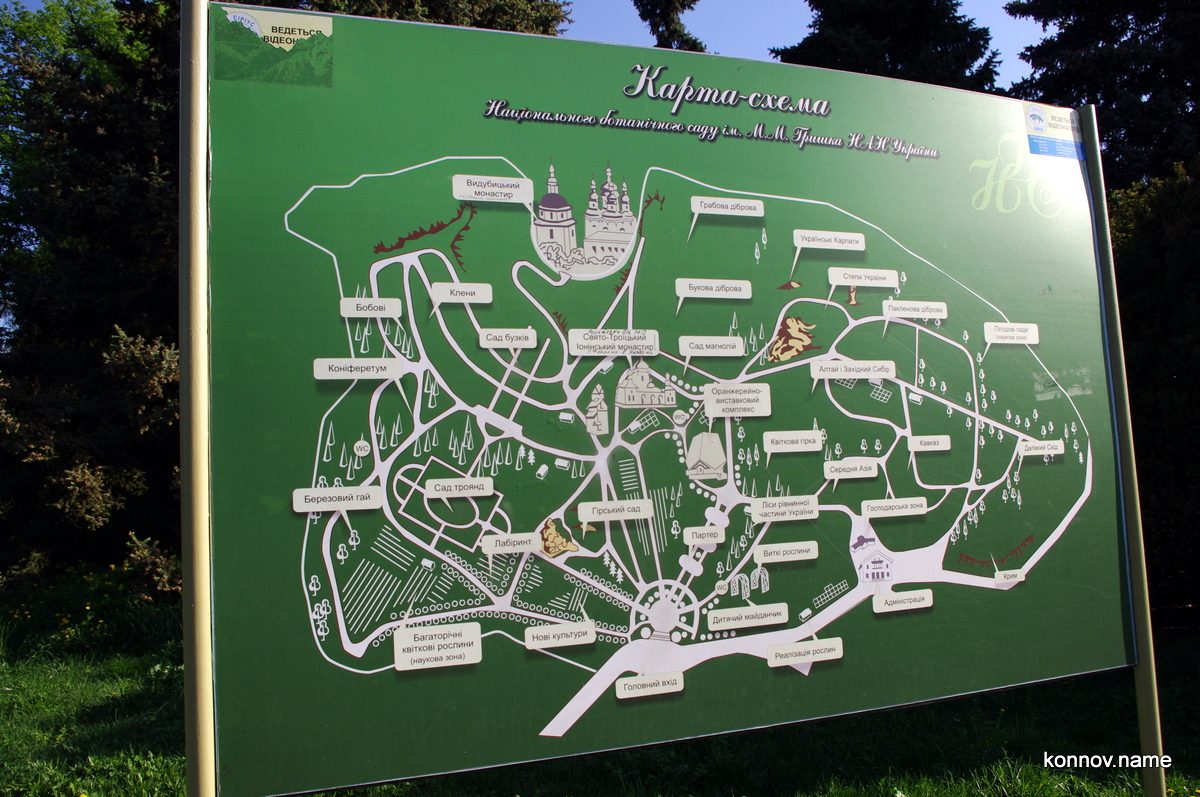 СІРІУС
ВЕДЕТЬСЯ
ВІДЕОН
Карта-схема
Національного ботанічного саду ім. М.М. Гришка НАН України
ВЕДЕТЬСЯ
Видубицький
монастир
Грабова діброва
Українські Карпати
Степи України
Букова діброва
Клени
Бобові
Пакленова діброва
Плодові сади
(наукова зона)
Сад бузків
Свято-Троїцький
Іонінський монастир
Сад магнолій
Коніферетум
Алтай і Західний Сибір
Оранжерейно-
виставковий
комплекс
WC
WC
Квіткова гірка
Кавказ
Далекий Схід
Середня Азія
Сад троянд
Березовий гай
Гірський сад
Ліси рівнинної
частини України
Господарська зона
Партер
Лабіринт
Виткі рослини
WC
Крим
Адміністрація
Дитячий майданчик
Багаторічні
квіткові рослини
(наукова зона)
Нові культури
Реалізація рослин
Головний вхід
konnov.name